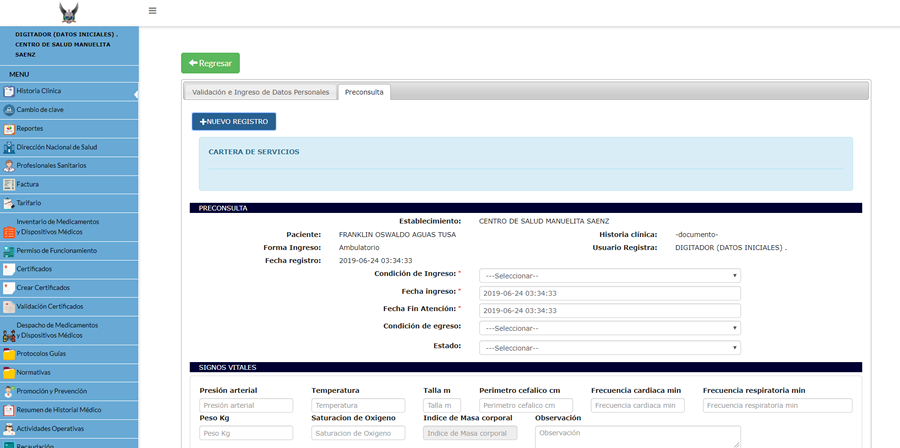 DIGITADOR (DATOS INICIALES) .
CENTRO DE SALUD MANUELITA
SAENZ
MENU
Historia Clínica
Cambio de clave
Reportes
Dirección Nacional de Salud
Profesionales Sanitarios
Factura
Tarifario
Inventario de Medicamentos
y Dispositivos Médicos
Permiso de Funcionamiento
Certificados
Crear Certificados
Validación Certificados
Despacho de Medicamentos
y Dispositivos Médicos
Protocolos Guías
Normativas
Promoción y Prevención
Resumen de Historial Médico
Actividades Operativas
Recaudación
Regresar
Validación e Ingreso de Datos Personales Preconsulta
NUEVO REGISTRO
CARTERA DE SERVICIOS
PRECONSULTA
Establecimiento: CENTRO DE SALUD MANUELITA SAENZ
Paciente: FRANKLIN OSWALDO AGUAS TUSA Historia clínica: -documento-
Forma Ingreso: Ambulatorio Usuario Registra: DIGITADOR (DATOS INICIALES) .
Fecha registro: 2019-06-24 03:34:33
Condición de Ingreso: * ---Seleccionar--
Fecha ingreso: * 2019-06-24 03:34:33
Fecha Fin Atención: * 2019-06-24 03:34:33
Condición de egreso: ---Seleccionar--
Estado: ---Seleccionar--
SIGNOS VITALES
Presión arterial Temperatura Talla m Perimetro cefalico cm Frecuencia cardiaca min Frecuencia respiratoria min
Presión arterial Temperatura Talla m Perimetro cefalico cm Frecuencia cardiaca min Frecuencia respiratoria min
Peso Kg Saturacion de Oxigeno Indice de Masa corporal Observación
Peso Kg Saturacion de Oxigeno Indice de Masa corporal Observación